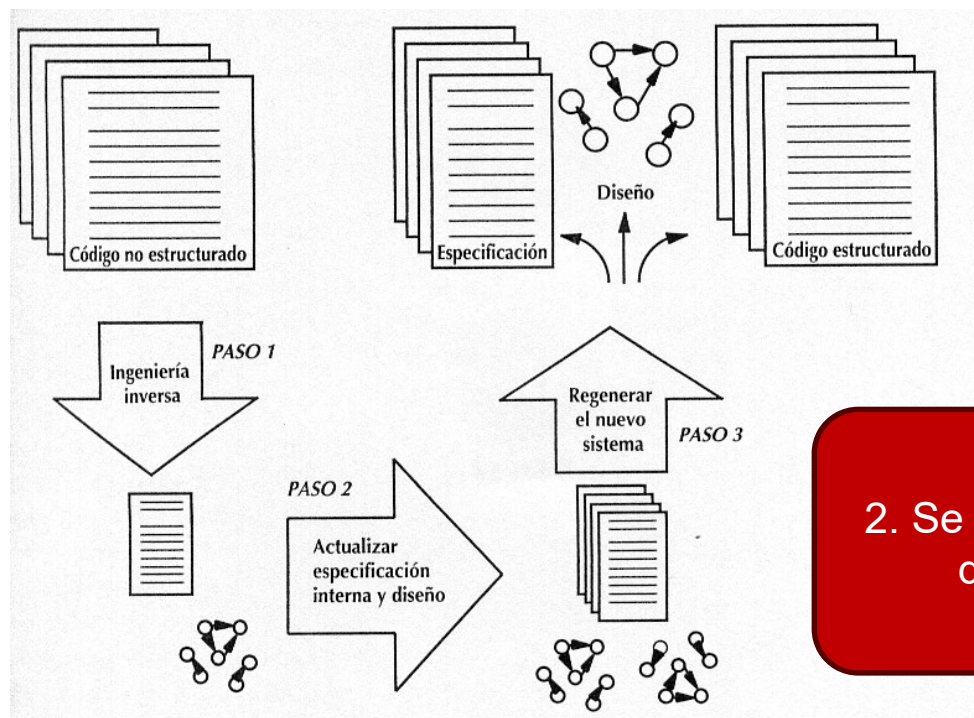 Código no estructurado
Especificación
Diseño
Código estructurado
Ingeniería
inversa
PASO 1
PASO 2
Actualizar
especificación
interna y diseño
Regenerar
el nuevo
sistema
PASO 3
2. Se